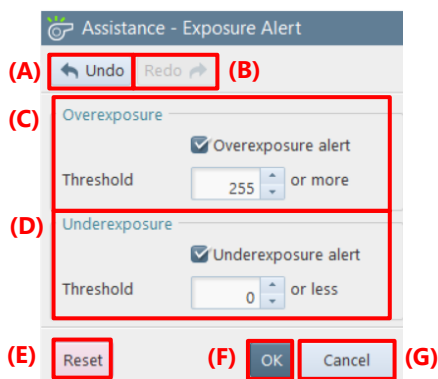 Assistance - Exposure Alert
(A) Undo Redo (B)
(C) Overexposure
Overexposure alert
Threshold 255 or more
(D) Underexposure
Underexposure alert
Threshold 0 or less
(E) Reset (F) OK Cancel (G)